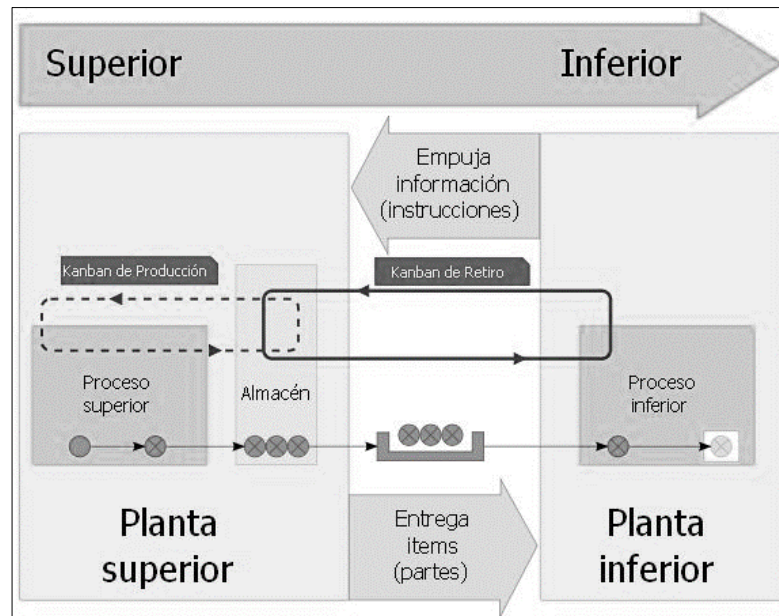 Superior
Inferior
Empuja
información
(instrucciones)
Kanban de Producción
Kanban de Retiro
Proceso
superior
Almacén
Proceso
inferior
Planta
superior
Entrega
items
(partes)
Planta
inferior